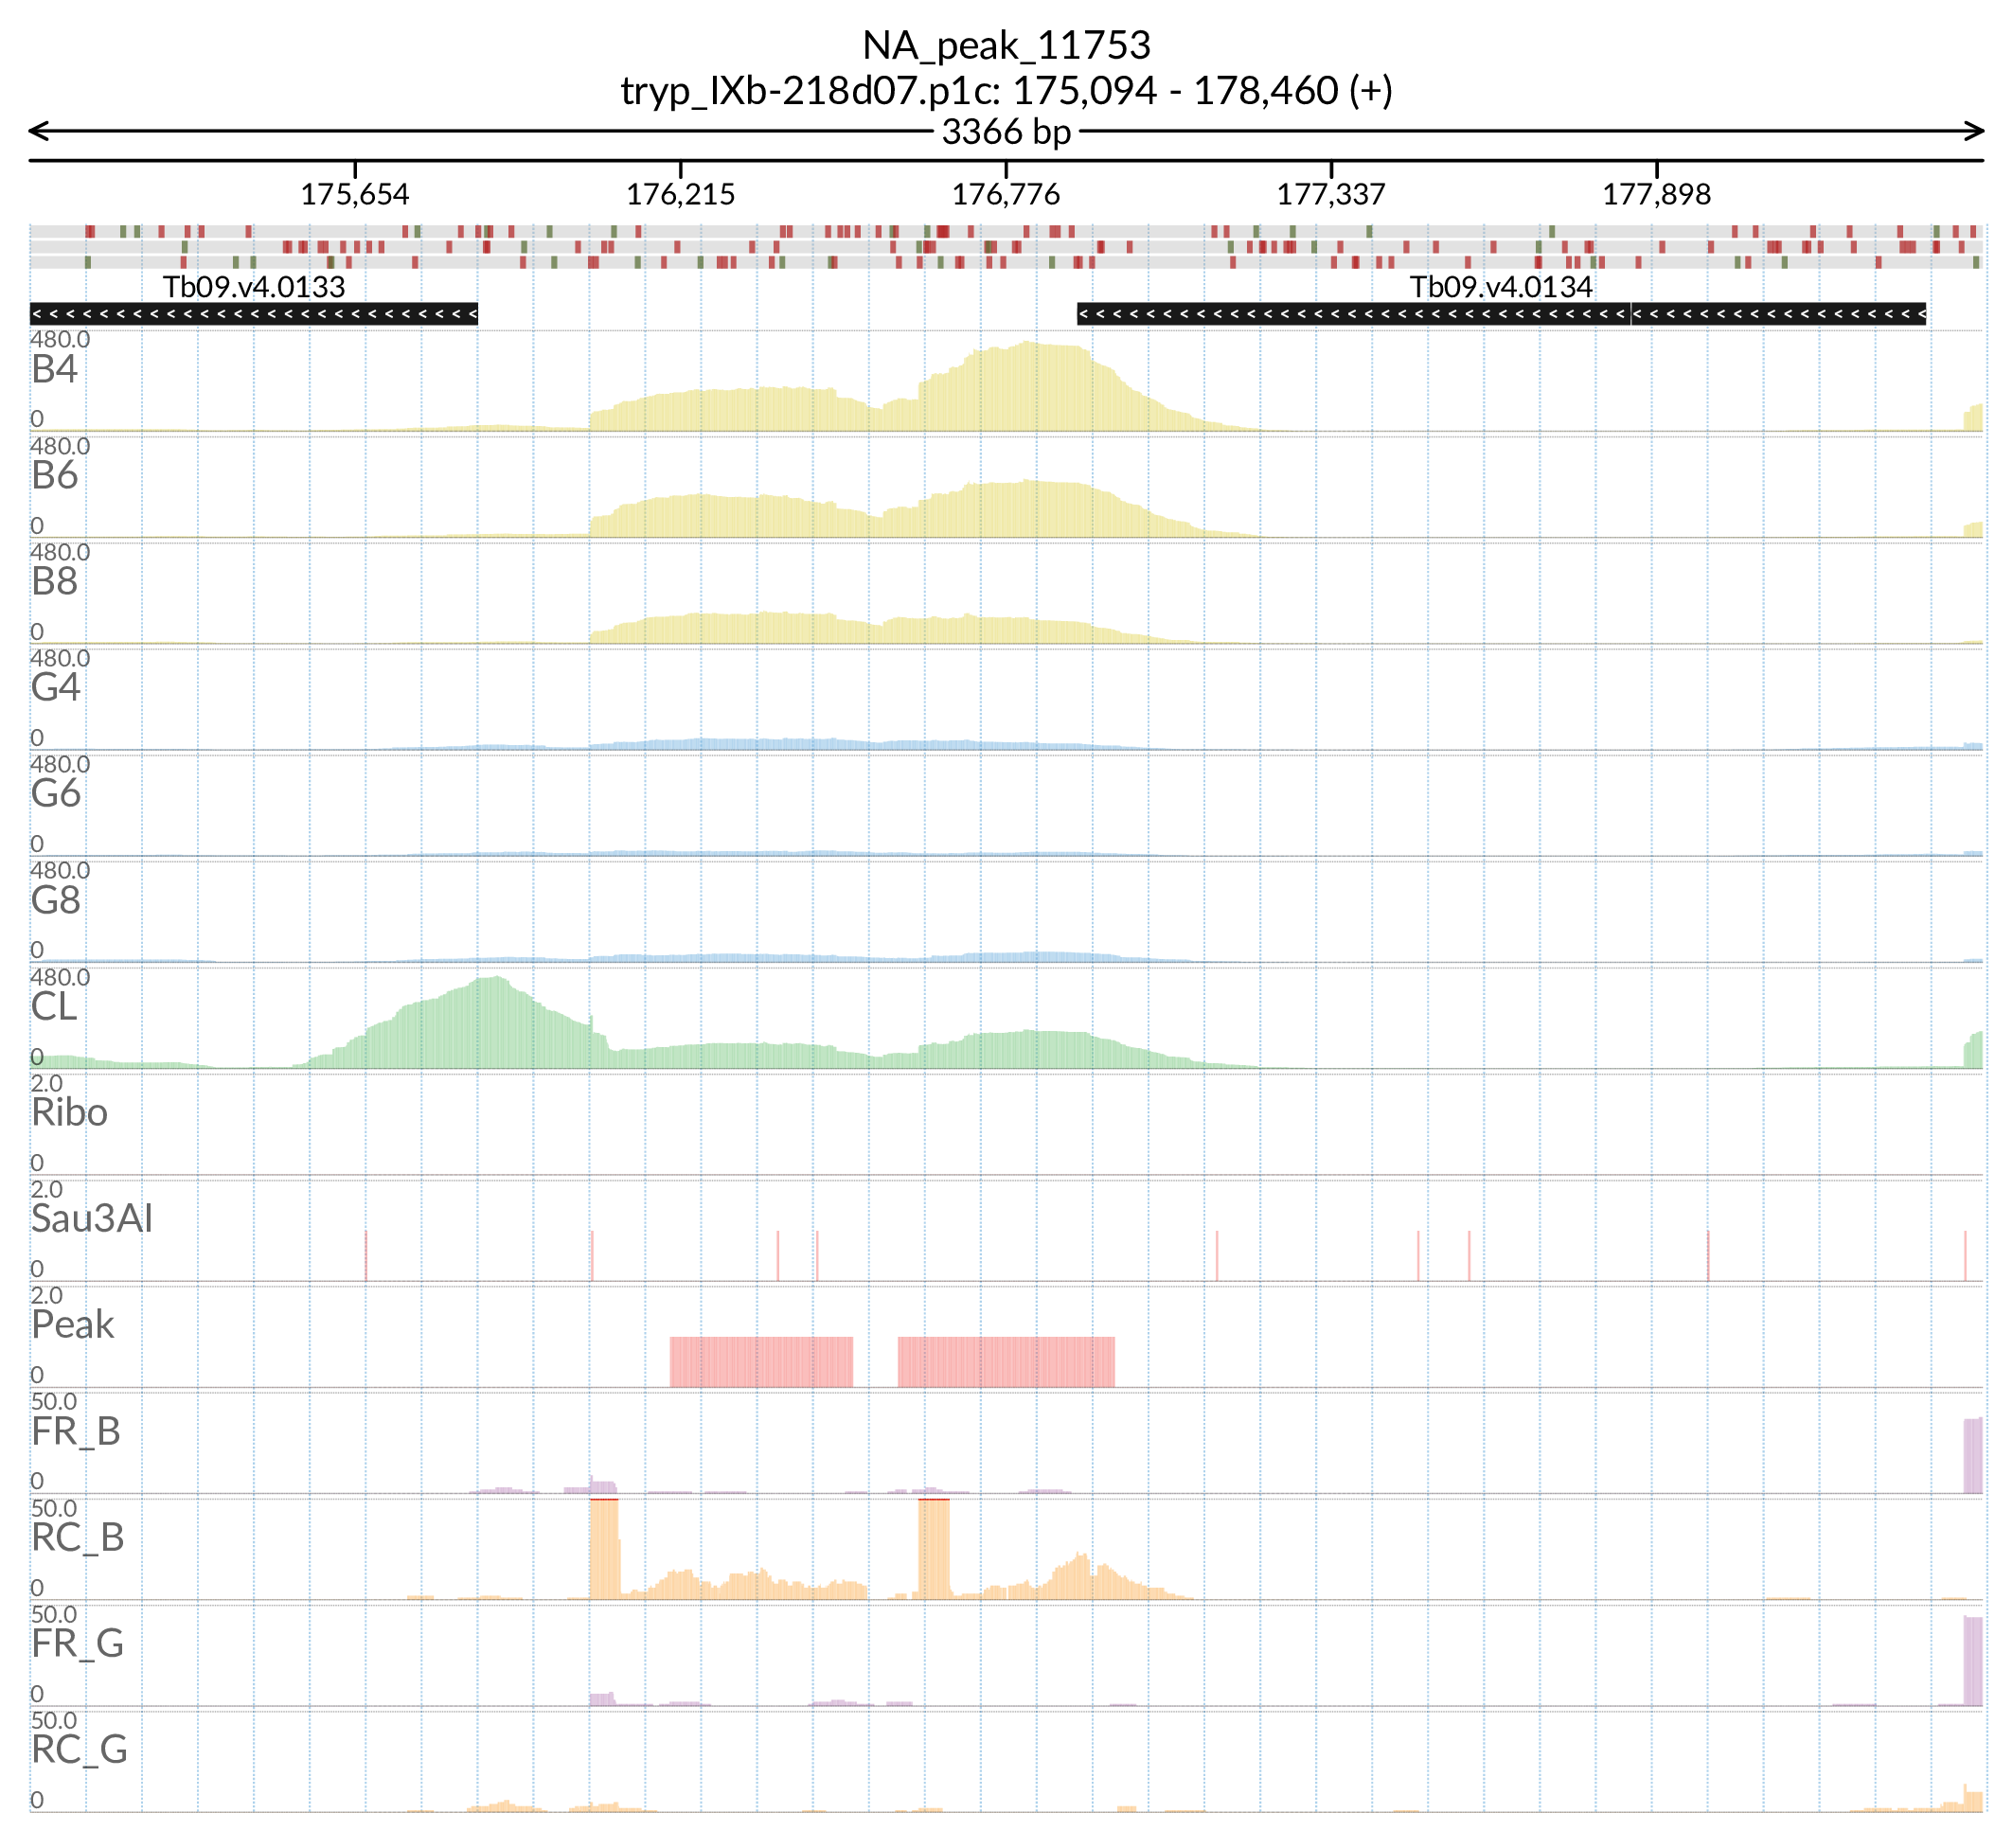 NA_peak_11753
tryp_IXb-218d07.p1c: 175,094 - 178,460 (+)
3366 bp
175,654 176,215 176,776 177,337 177,898
Tb09.v4.0133 Tb09.v4.0134
480.0
B4
0
480.0
B6
0
480.0
B8
0
480.0
G4
0
480.0
G6
0
480.0
G8
0
480.0
CL
0
2.0
Ribo
0
2.0
Sau3AI
0
2.0
Peak
0
50.0
FR_B
0
50.0
RC_B
0
50.0
FR_G
0
50.0
RC_G
0